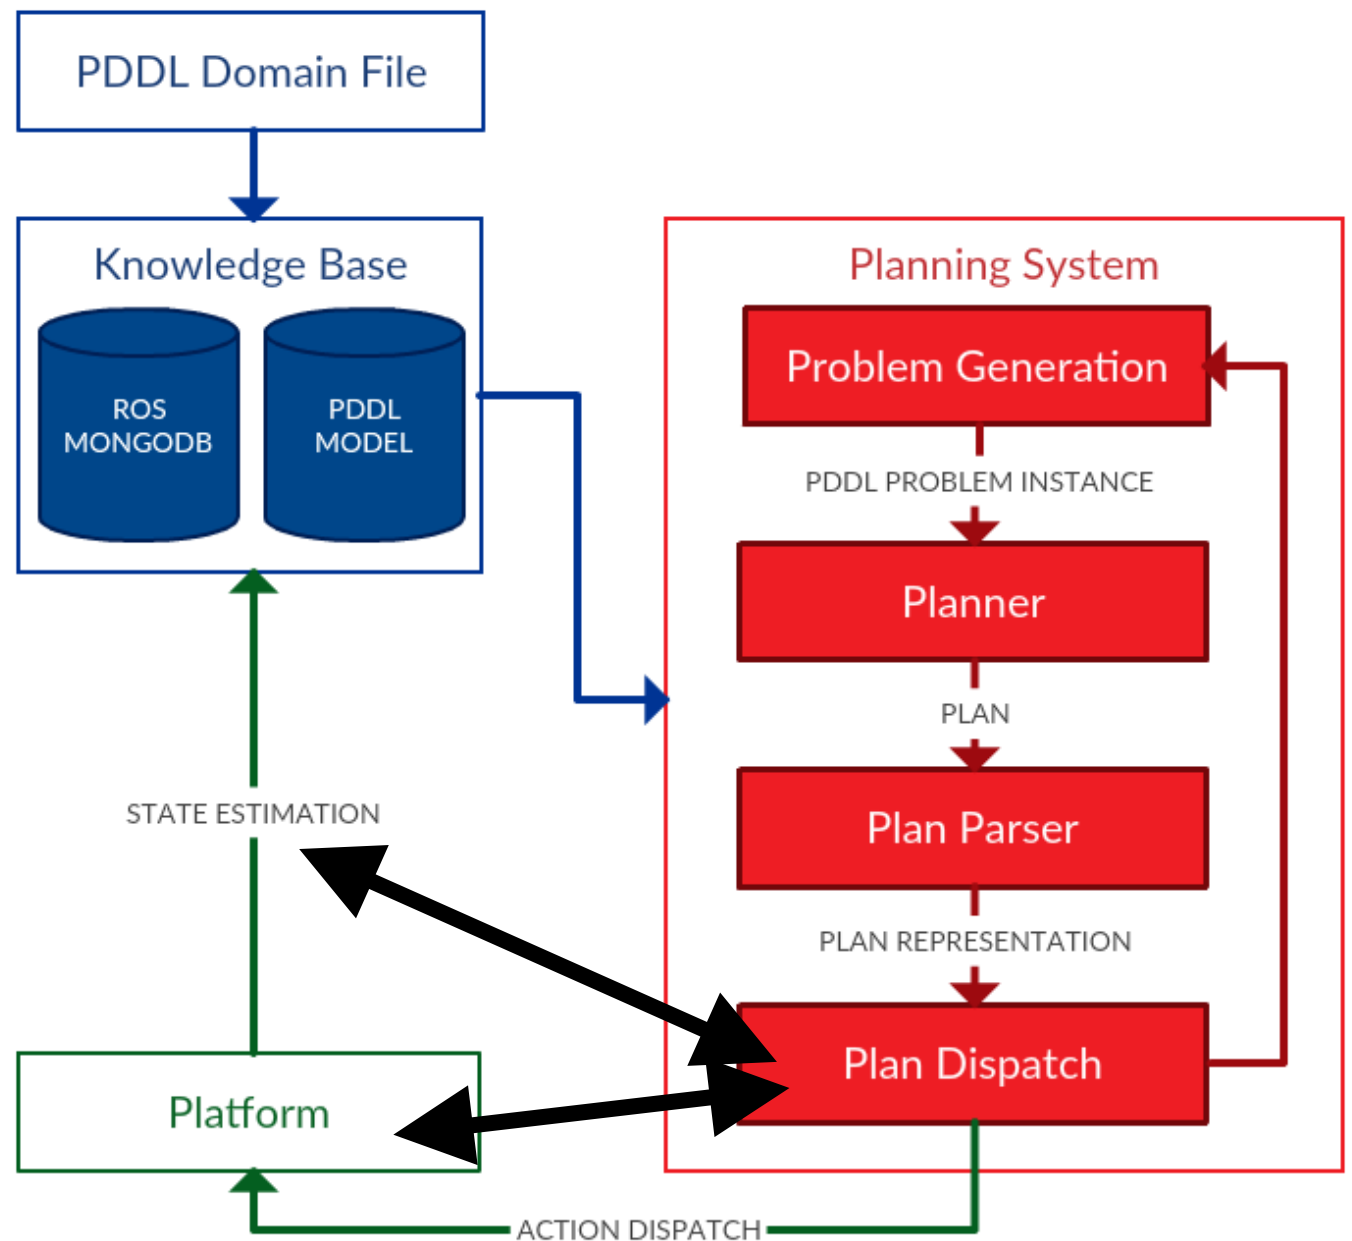 PDDL Domain File
Knowledge Base
ROS
MONGODB
PDDL
MODEL
STATE ESTIMATION
Platform
Planning System
Problem Generation
PDDL PROBLEM INSTANCE
Planner
PLAN
Plan Parser
PLAN REPRESENTATION
Plan Dispatch
ACTION DISPATCH